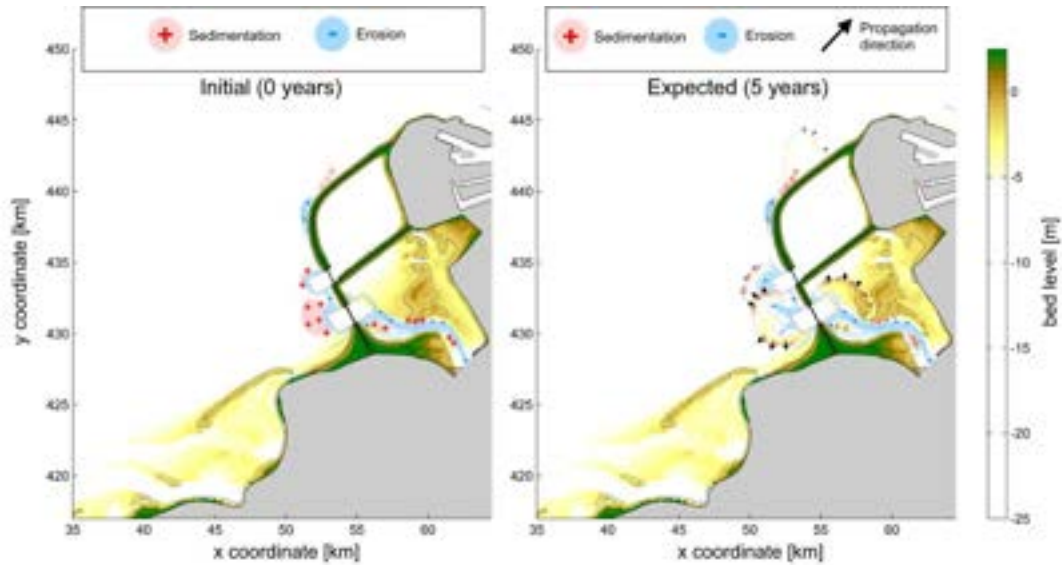 Sedimentation
Erosion
Initial (0 years)
450
445
440
435
430
425
420
35
40
45
50
55
60
y coordinate [km]
x coordinate [km]
Sedimentation
Erosion
Propagation
direction
Expected (5 years)
450
445
440
435
430
425
420
35
40
45
50
55
60
x coordinate [km]
0
-5
-10
-15
-20
-25
bed level [m]